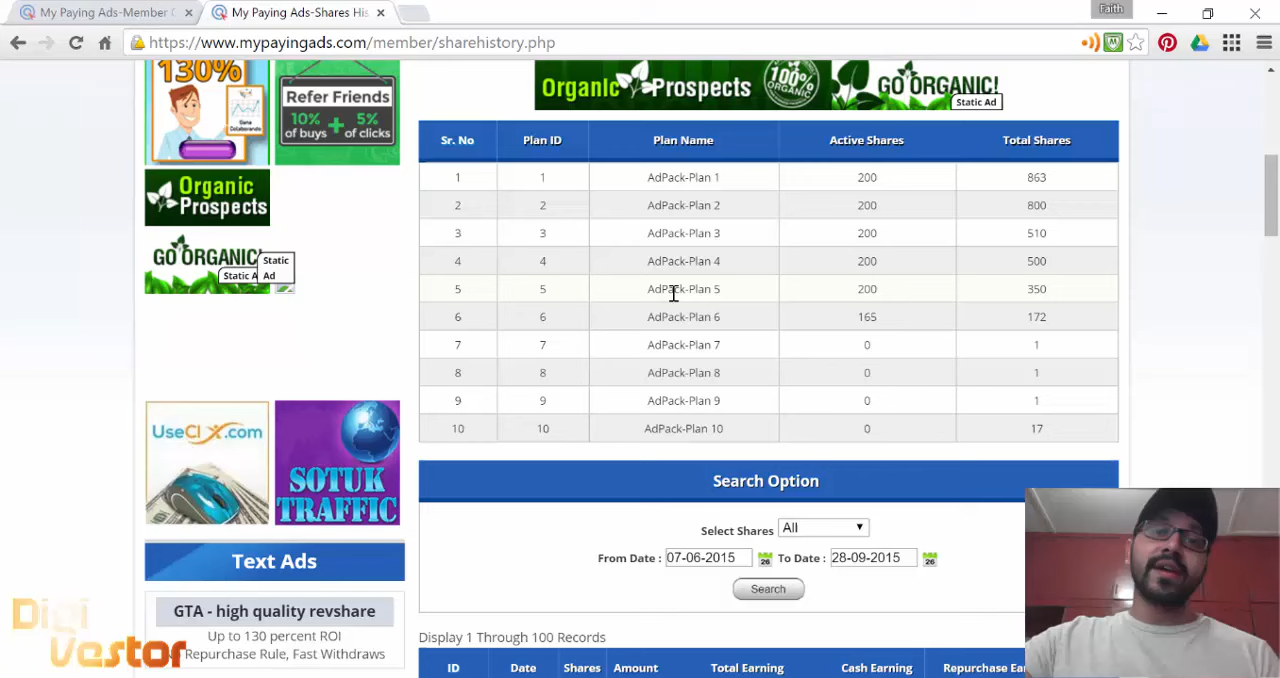 My Paying Ads-Member C
My Paying Ads-Shares His
Faith
https://www.mypayingads.com/member/sharehistory.php
130%
Refer Friends
10% + 5%
of buys of clicks
Organic Prospects 100% ORGANIC GO ORGANIC!
Static Ad
Organic
Prospects
GO ORGANIC!
Static A
Static
Ad
Sr. No Plan ID Plan Name Active Shares Total Shares
1 1 AdPack-Plan 1 200 863
2 2 AdPack-Plan 2 200 800
3 3 AdPack-Plan 3 200 510
4 4 AdPack-Plan 4 200 500
5 5 AdPack-Plan 5 200 350
6 6 AdPack-Plan 6 165 172
7 7 AdPack-Plan 7 0 1
8 8 AdPack-Plan 8 0 1
9 9 AdPack-Plan 9 0 1
10 10 AdPack-Plan 10 0 17
UseClix.com
SOTUK
TRAFFIC
Search Option
Select Shares All
From Date : 07-06-2015 26 To Date : 28-09-2015 26
Search
Text Ads
GTA - high quality revshare
Up to 130 percent ROI
Repurchase Rule, Fast Withdraws
Digi
Vestor
Display 1 Through 100 Records
ID Date Shares Amount Total Earning Cash Earning Repurchase Ear